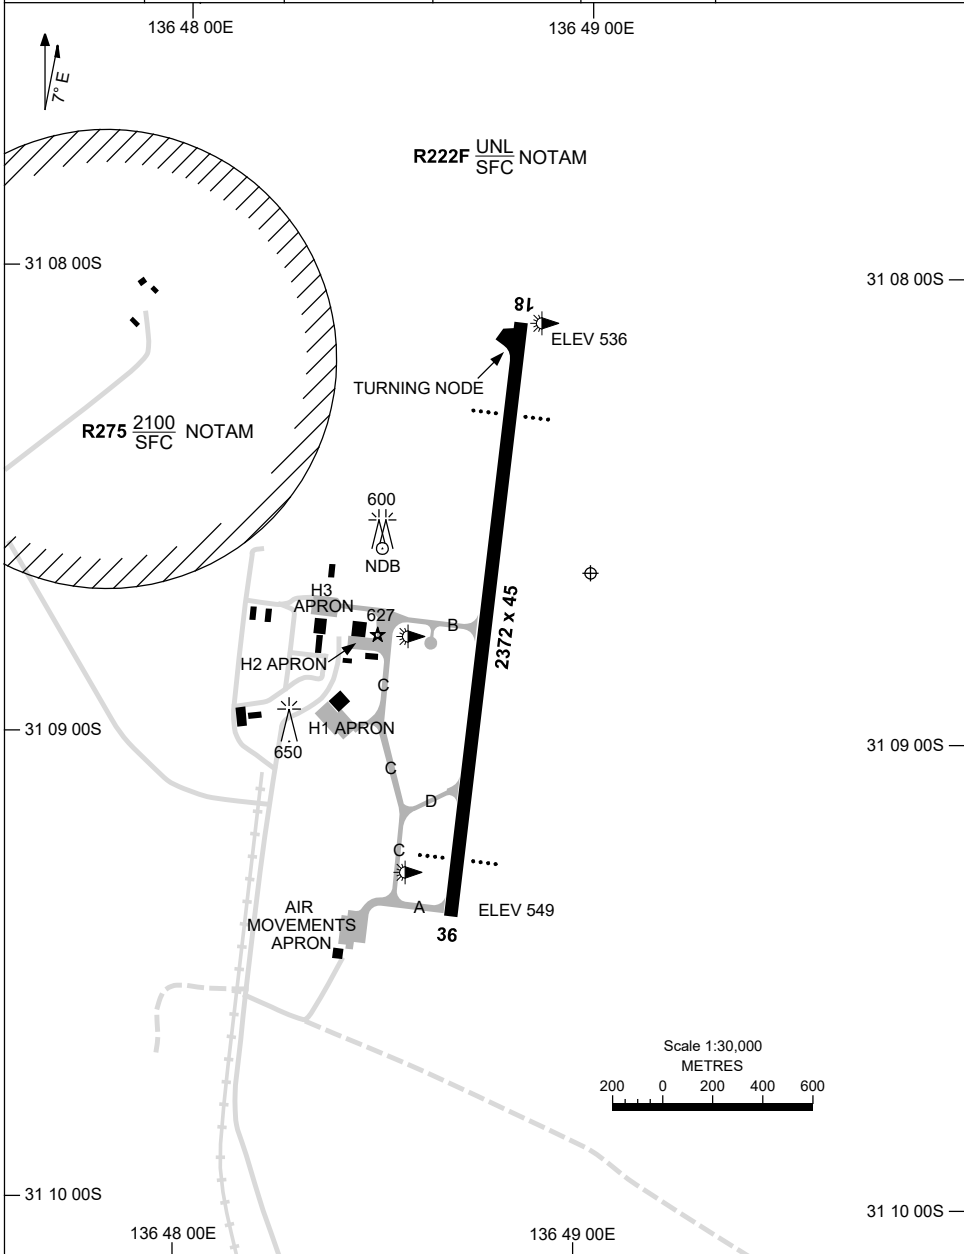 136 48 00E
136 49 00E
7° E
R222F UNL
SFC NOTAM
31 08 00S
31 08 00S
18
ELEV 536
TURNING NODE
R275 2100
SFC NOTAM
600
NDB
H3
APRON
627
B
2372 x 45
H2 APRON
C
31 09 00S
H1 APRON
650
31 09 00S
C
D
C
AIR
MOVEMENTS
APRON
A
ELEV 549
36
Scale 1:30,000
METRES
200 0 200 400 600
31 10 00S
31 10 00S
136 48 00E
136 49 00E